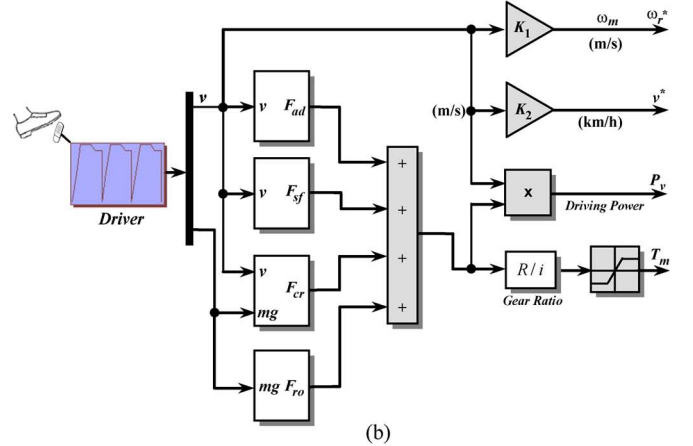 K1 ωm ωr*
(m/s)
v
v Fad
(m/s)
K2 v*
(km/h)
+
v Fsf
+
x Pv
Driving Power
Driver
v
Fcr
mg
+
R / i Tm
Gear Ratio
+
mg Fro
(b)